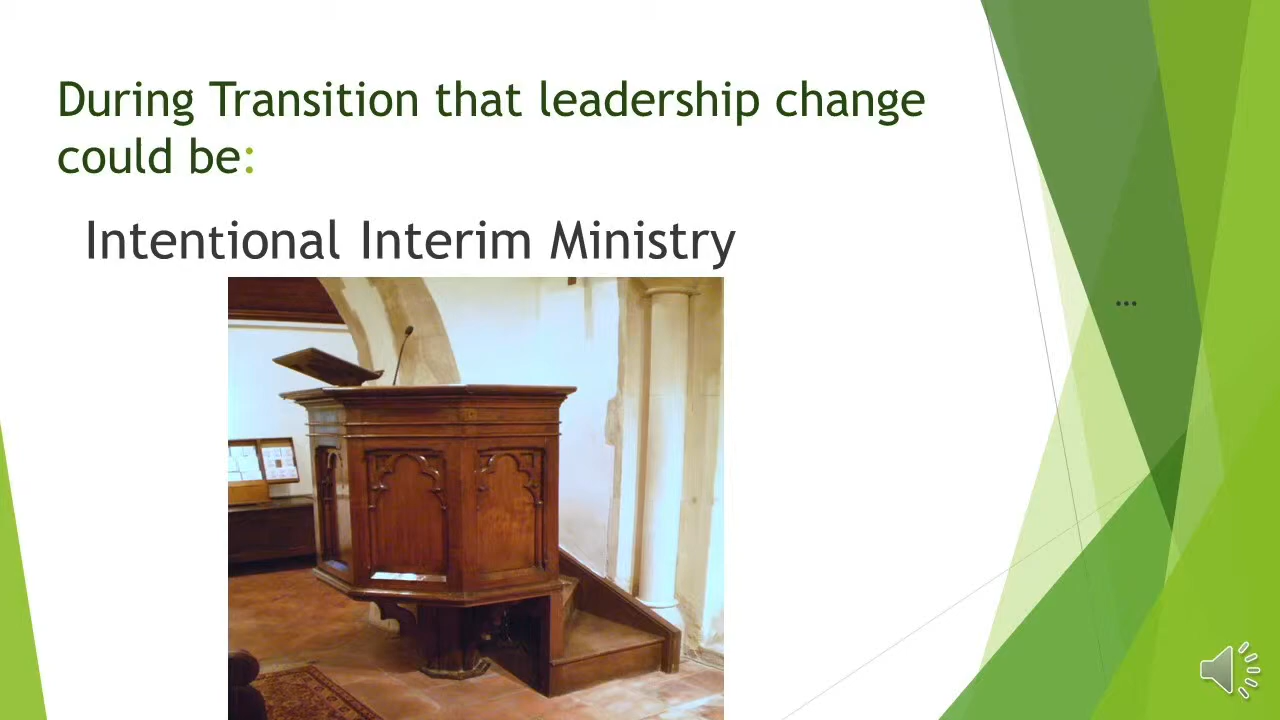 During Transition that leadership change
could be:
Intentional Interim Ministry
…